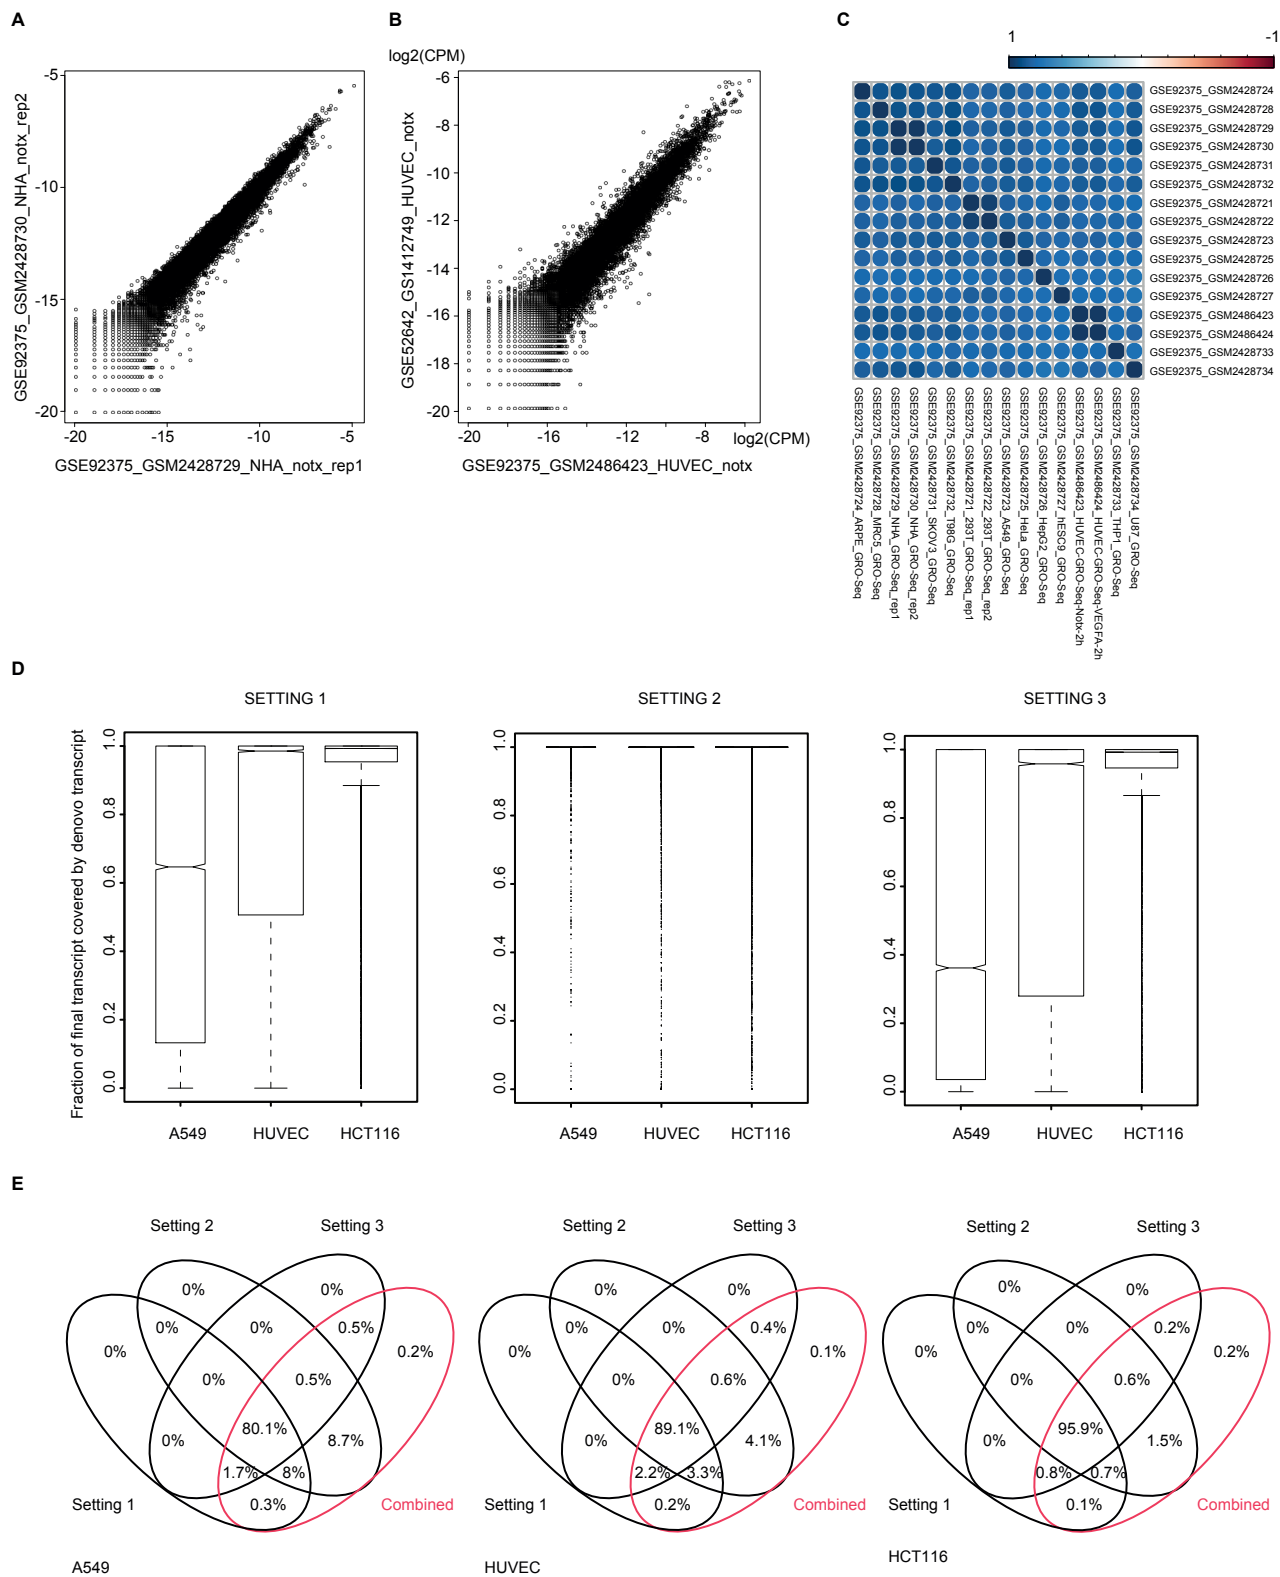 A
B
C
log2(CPM)
1
-1
-5
-10
-15
-20
-20
-15
-10
-5
GSE92375_GSM2428730_NHA_notx_rep2
GSE92375_GSM2428729_NHA_notx_rep1
-6
-8
-10
-12
-14
-16
-18
-20
-20
-16
-12
-8
log2(CPM)
GSE52642_GS1412749_HUVEC_notx
GSE92375_GSM2486423_HUVEC_notx
GSE92375_GSM2428724
GSE92375_GSM2428728
GSE92375_GSM2428729
GSE92375_GSM2428730
GSE92375_GSM2428731
GSE92375_GSM2428732
GSE92375_GSM2428721
GSE92375_GSM2428722
GSE92375_GSM2428723
GSE92375_GSM2428725
GSE92375_GSM2428726
GSE92375_GSM2428727
GSE92375_GSM2486423
GSE92375_GSM2486424
GSE92375_GSM2428733
GSE92375_GSM2428734
GSE92375_GSM2428724_ARPE_GRO-Seq
GSE92375_GSM2428728_MRC5_GRO-Seq
GSE92375_GSM2428729_NHA_GRO-Seq_rep1
GSE92375_GSM2428730_NHA_GRO-Seq_rep2
GSE92375_GSM2428731_SKOV3_GRO-Seq
GSE92375_GSM2428732_T98G_GRO-Seq
GSE92375_GSM2428721_293T_GRO-Seq_rep1
GSE92375_GSM2428722_293T_GRO-Seq_rep2
GSE92375_GSM2428723_A549_GRO-Seq
GSE92375_GSM2428725_HeLa_GRO-Seq
GSE92375_GSM2428726_HepG2_GRO-Seq
GSE92375_GSM2428727_hESC9_GRO-Seq
GSE92375_GSM2486423_HUVEC-GRO-Seq-Notx-2h
GSE92375_GSM2486424_HUVEC-GRO-Seq-VEGFA-2h
GSE92375_GSM2428733_THP1_GRO-Seq
GSE92375_GSM2428734_U87_GRO-Seq
D
SETTING 1
SETTING 2
SETTING 3
Fraction of final transcript covered by denovo transcript
1.0
0.8
0.6
0.4
0.2
0.0
A549
HUVEC
HCT116
1.0
0.8
0.6
0.4
0.2
0.0
A549
HUVEC
HCT116
1.0
0.8
0.6
0.4
0.2
0.0
A549
HUVEC
HCT116
E
Setting 2
Setting 3
0%
0%
0%
0%
0.5%
0%
0.2%
0%
0.5%
80.1%
0%
8.7%
1.7%
8%
0.3%
Setting 1
Combined
A549
Setting 2
Setting 3
0%
0%
0%
0%
0.4%
0%
0.1%
0%
0.6%
89.1%
0%
4.1%
2.2%
3.3%
0.2%
Setting 1
Combined
HUVEC
Setting 2
Setting 3
0%
0%
0%
0%
0.2%
0%
0.2%
0%
0.6%
95.9%
0%
1.5%
0.8%
0.7%
0.1%
Setting 1
Combined
HCT116